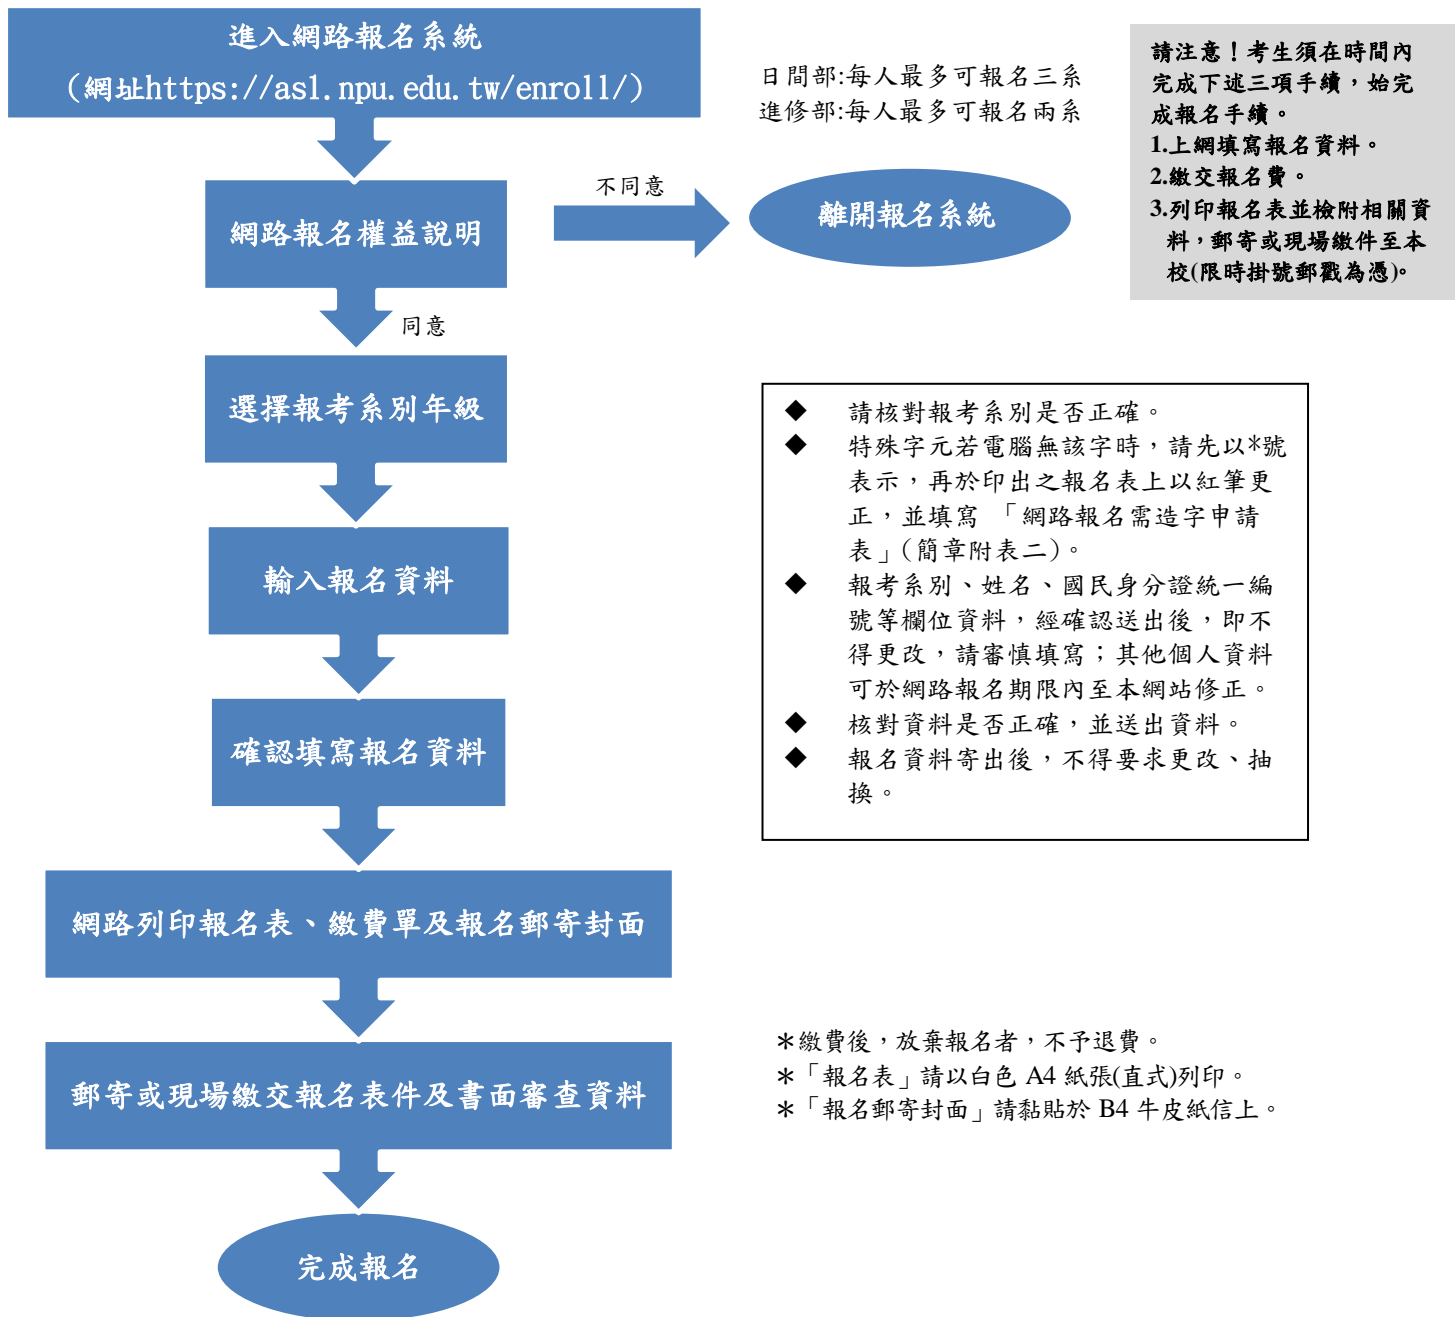 進入網路報名系統
(網址https://asl.npu.edu.tw/enroll/)
日間部:每人最多可報名三系
進修部:每人最多可報名兩系
請注意！考生須在時間內
完成下述三項手續，始完
成報名手續。
1.上網填寫報名資料。
2.繳交報名費。
3.列印報名表並檢附相關資
料，郵寄或現場繳件至本
校(限時掛號郵戳為憑)。
網路報名權益說明
不同意
離開報名系統
同意
選擇報考系別年級
輸入報名資料
確認填寫報名資料
◆ 請核對報考系別是否正確。
◆ 特殊字元若電腦無該字時，請先以*號
表示，再於印出之報名表上以紅筆更
正，並填寫 「網路報名需造字申請
表」(簡章附表二)。
◆ 報考系別、姓名、國民身分證統一編
號等欄位資料，經確認送出後，即不
得更改，請審慎填寫；其他個人資料
可於網路報名期限內至本網站修正。
◆ 核對資料是否正確，並送出資料。
◆ 報名資料寄出後，不得要求更改、抽
換。
網路列印報名表、繳費單及報名郵寄封面
郵寄或現場繳交報名表件及書面審查資料
＊繳費後，放棄報名者，不予退費。
＊「報名表」請以白色 A4 紙張(直式)列印。
＊「報名郵寄封面」請黏貼於 B4 牛皮紙信上。
完成報名